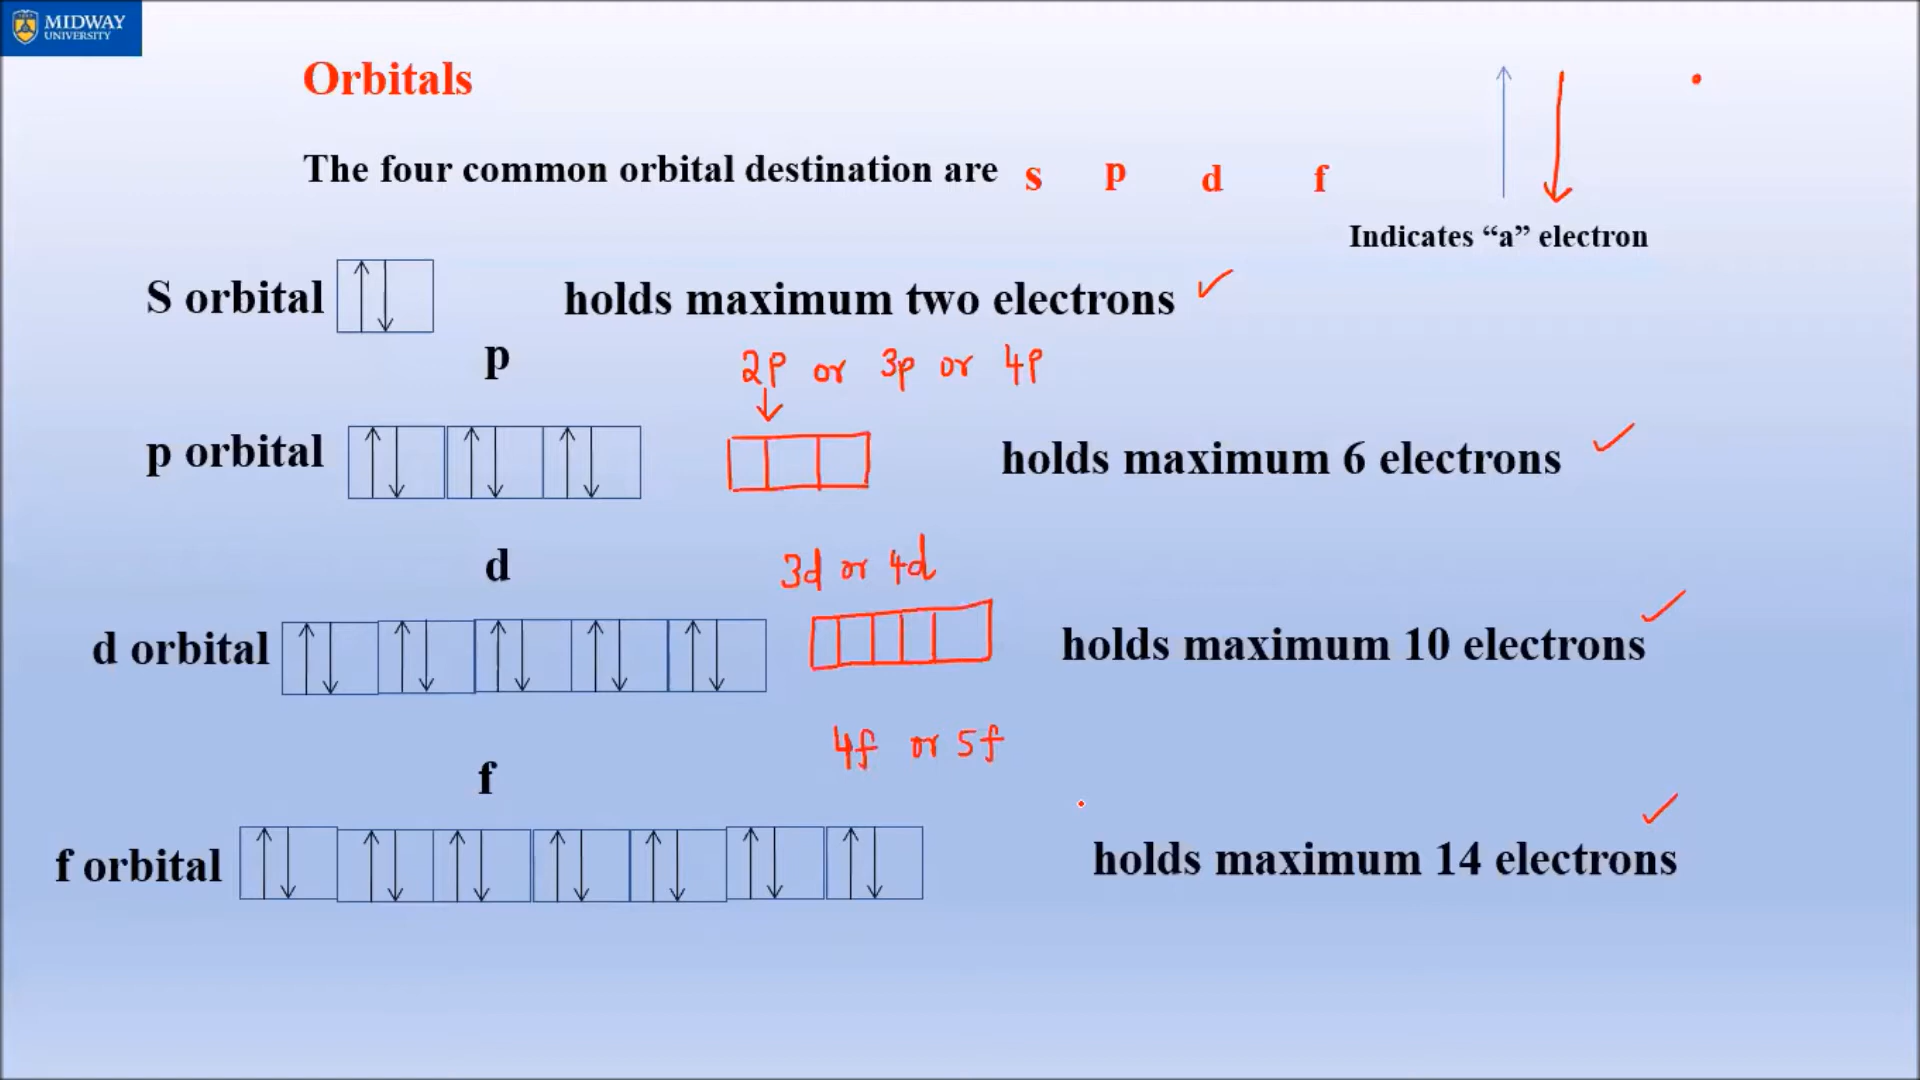 MIDWAY
UNIVERSITY
Orbitals
The four common orbital destination are s p d f
Indicates “a” electron
S orbital holds maximum two electrons
p 2p or 3p or 4p
p orbital holds maximum 6 electrons
d 3d or 4d
d orbital holds maximum 10 electrons
4f or 5f
f
f orbital holds maximum 14 electrons